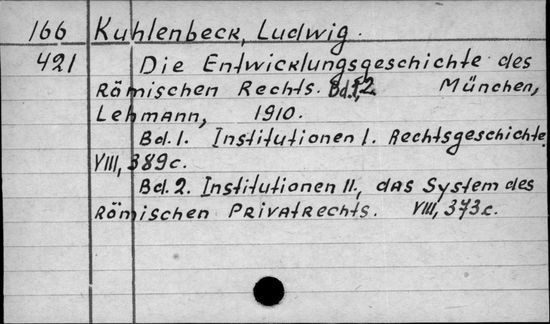 166 Kuhlenbeck, Ludwig.
421 Die Entwicklungsgeschichte des
Römischen Rechts. Bd.1,2. München,
Lehmann, 1910.
Bd.1. Institutionen I. Rechtsgeschichte.
VIII, 389c.
Bd.2. Institutionen II., das System des
Römischen Privatrechts. VIII, 373c.